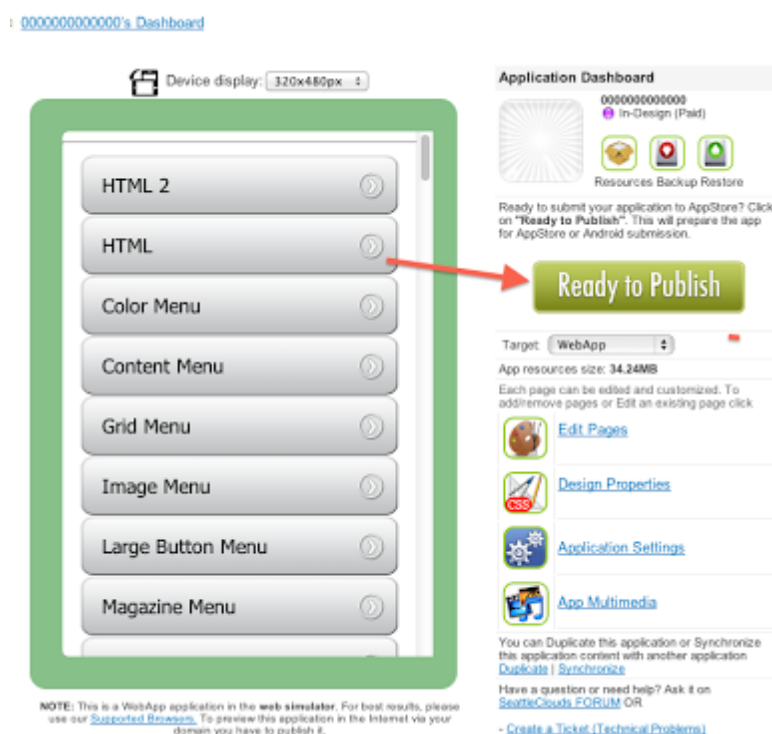 0000000000000's Dashboard
Device display: 320x480px
HTML 2
HTML
Color Menu
Content Menu
Grid Menu
Image Menu
Large Button Menu
Magazine Menu
NOTE: This is a WebApp application in the web simulator. For best results, please
use our Supported Browsers. To preview this application in the Internet via your
domain you have to publish it.
Application Dashboard
0000000000000
In-Design (Paid)
Resources Backup Restore
Ready to submit your application to AppStore? Click
on "Ready to Publish". This will prepare the app
for AppStore or Android submission.
Ready to Publish
Target: WebApp
App resources size: 34.24MB
Each page can be edited and customized. To
add/remove pages or Edit an existing page click
Edit Pages
CSS
Design Properties
Application Settings
App Multimedia
You can Duplicate this application or Synchronize
this application content with another application
Duplicate | Synchronize
Have a question or need help? Ask it on
SeattleClouds FORUM OR
- Create a Ticket (Technical Problems)